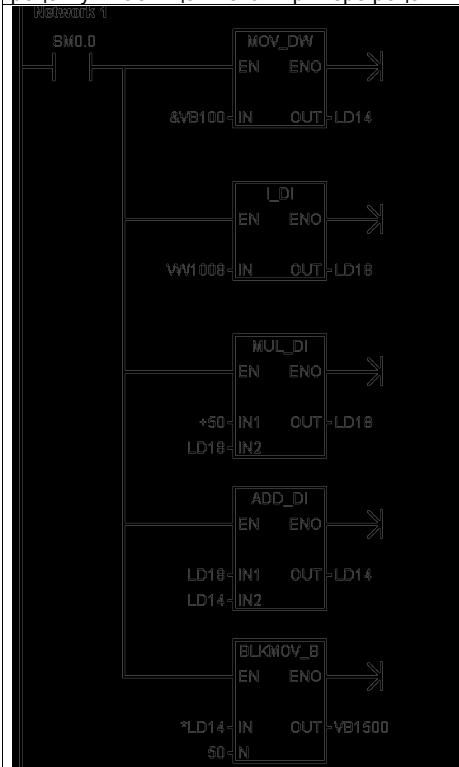 Network 1
SM0.0
MOV_DW
EN ENO
&VB100 IN OUT LD14
I_DI
EN ENO
VW1008 IN OUT LD18
MUL_DI
EN ENO
+50 IN1 OUT LD18
LD18 IN2
ADD_DI
EN ENO
LD18 IN1 OUT LD14
LD14 IN2
BLKMOV_B
EN ENO
*LD14 IN OUT VB1500
50 N